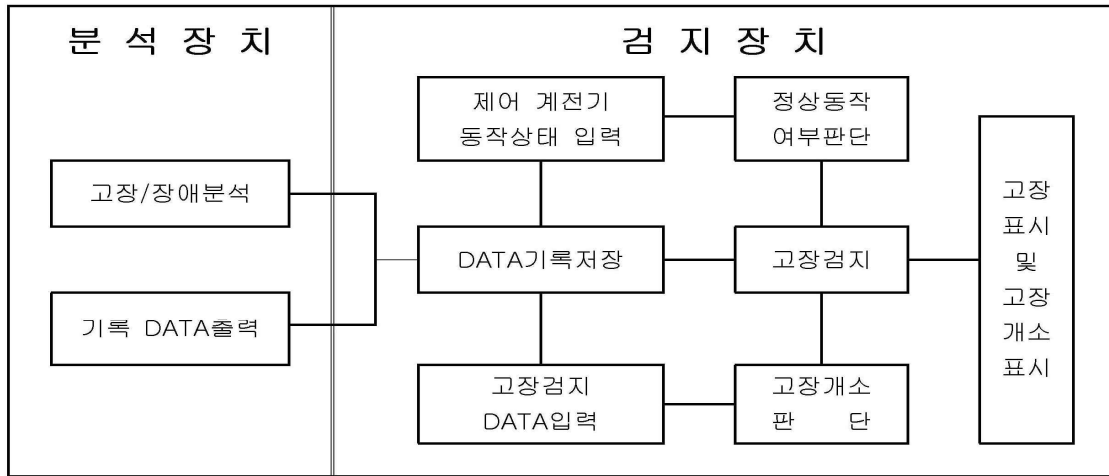 분 석 장 치
고장/장애분석
기록 DATA출력
검 지 장 치
제어 계전기
동작상태 입력
정상동작
여부판단
DATA기록저장
고장검지
고장검지
DATA입력
고장개소
판 단
고장
표시
및
고장
개소
표시